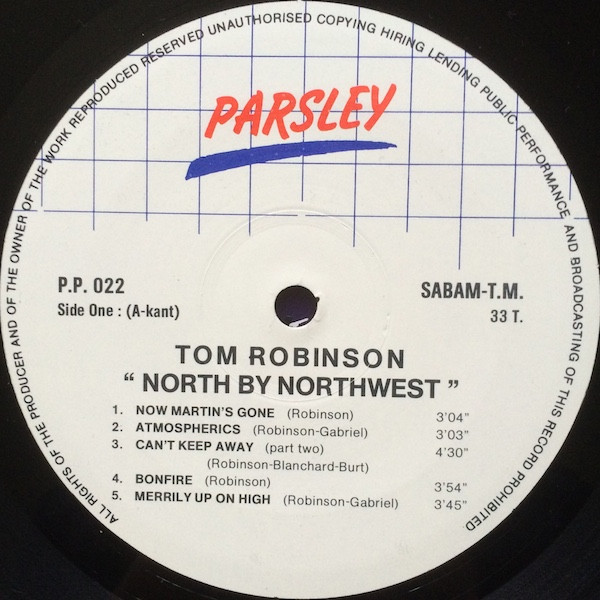 ALL RIGHTS OF THE PRODUCER AND OF THE OWNER OF THE WORK REPRODUCED RESERVED UNAUTHORISED COPYING HIRING LENDING PUBLIC PERFORMANCE AND BROADCASTING OF THIS RECORD PROHIBITED
PARSLEY
P.P. 022
Side One : (A-kant)
SABAM-T.M.
33 T.
TOM ROBINSON
“ NORTH BY NORTHWEST ”
1. NOW MARTIN'S GONE (Robinson) 3'04"
2. ATMOSPHERICS (Robinson-Gabriel) 3'03"
3. CAN'T KEEP AWAY (part two) 4'30"
(Robinson-Blanchard-Burt)
4. BONFIRE (Robinson) 3'54"
5. MERRILY UP ON HIGH (Robinson-Gabriel) 3'45"